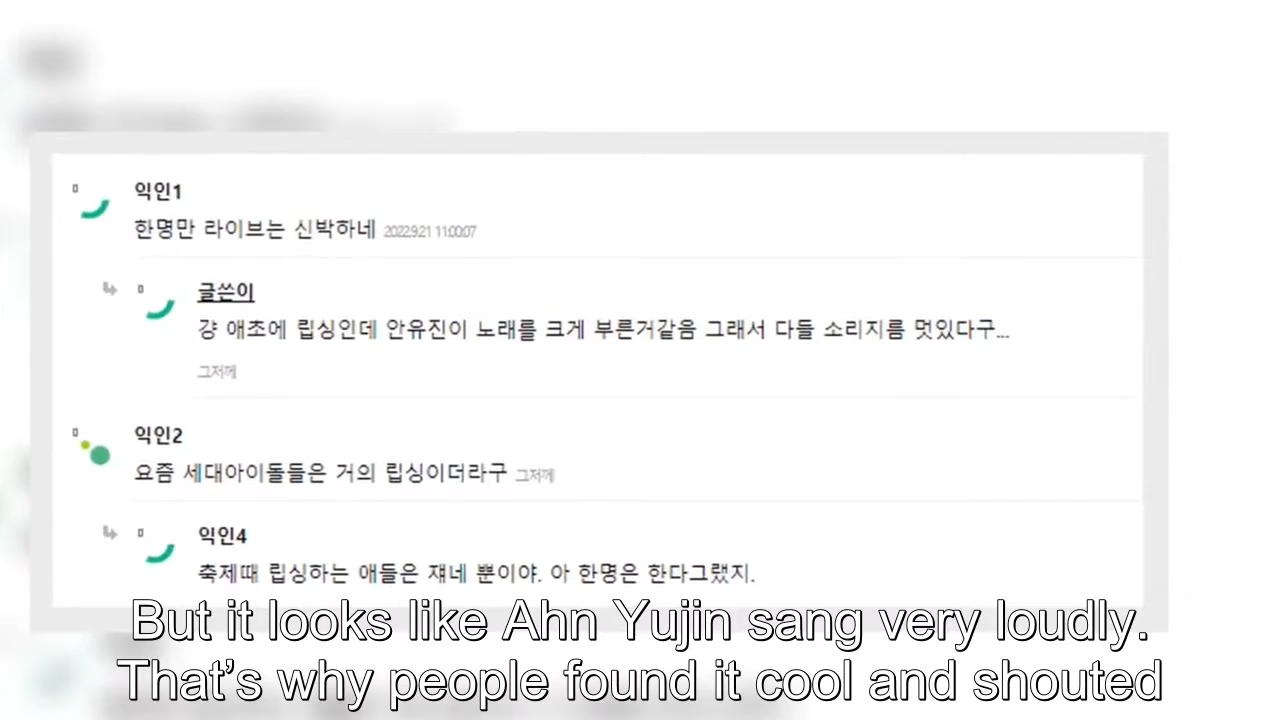 익인1
한명만 라이브는 신박하네 2022.9.21 11:00:07
글쓴이
걍 애초에 립싱인데 안유진이 노래를 크게 부른거같음 그래서 다들 소리지름 멋있다구...
그저께
익인2
요즘 세대아이돌들은 거의 립싱이더라구 그저께
익인4
축제때 립싱하는 애들은 쟤네 뿐이야. 아 한명은 한다그랬지.
But it looks like Ahn Yujin sang very loudly.
That's why people found it cool and shouted